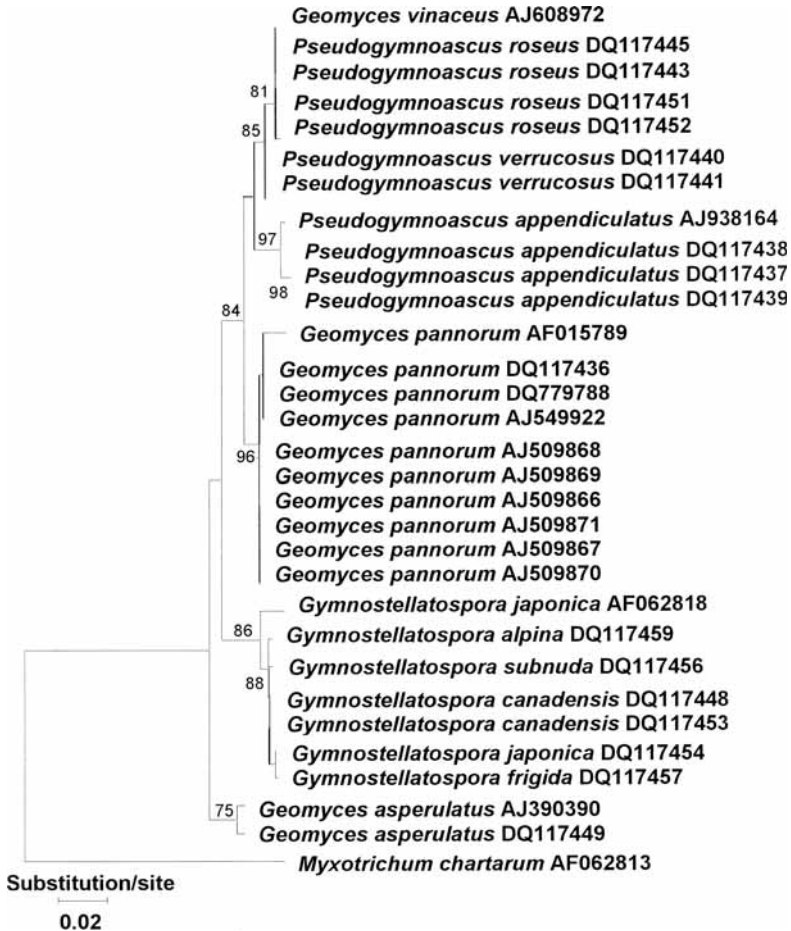 Geomyces vinaceus AJ608972
Pseudogymnoascus roseus DQ117445
Pseudogymnoascus roseus DQ117443
81
Pseudogymnoascus roseus DQ117451
Pseudogymnoascus roseus DQ117452
85
Pseudogymnoascus verrucosus DQ117440
Pseudogymnoascus verrucosus DQ117441
Pseudogymnoascus appendiculatus AJ938164
97
Pseudogymnoascus appendiculatus DQ117438
Pseudogymnoascus appendiculatus DQ117437
98
Pseudogymnoascus appendiculatus DQ117439
84
Geomyces pannorum AF015789
Geomyces pannorum DQ117436
Geomyces pannorum DQ779788
Geomyces pannorum AJ549922
96
Geomyces pannorum AJ509868
Geomyces pannorum AJ509869
Geomyces pannorum AJ509866
Geomyces pannorum AJ509871
Geomyces pannorum AJ509867
Geomyces pannorum AJ509870
Gymnostellatospora japonica AF062818
86
Gymnostellatospora alpina DQ117459
Gymnostellatospora subnuda DQ117456
88
Gymnostellatospora canadensis DQ117448
Gymnostellatospora canadensis DQ117453
Gymnostellatospora japonica DQ117454
Gymnostellatospora frigida DQ117457
75
Geomyces asperulatus AJ390390
Geomyces asperulatus DQ117449
Myxotrichum chartarum AF062813
Substitution/site
0.02